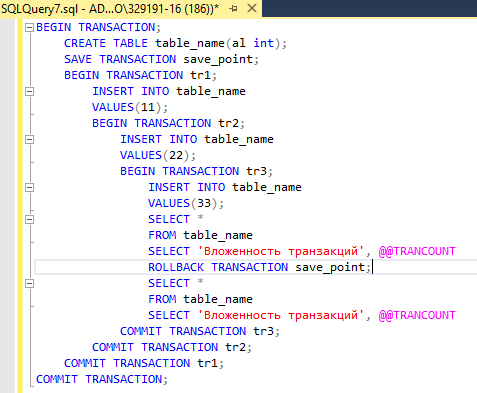 SQLQuery7.sql - AD...O\329191-16 (186))*
BEGIN TRANSACTION;
CREATE TABLE table_name(al int);
SAVE TRANSACTION save_point;
BEGIN TRANSACTION tr1;
INSERT INTO table_name
VALUES(11);
BEGIN TRANSACTION tr2;
INSERT INTO table_name
VALUES(22);
BEGIN TRANSACTION tr3;
INSERT INTO table_name
VALUES(33);
SELECT *
FROM table_name
SELECT 'Вложенность транзакций', @@TRANCOUNT
ROLLBACK TRANSACTION save_point;
SELECT *
FROM table_name
SELECT 'Вложенность транзакций', @@TRANCOUNT
COMMIT TRANSACTION tr3;
COMMIT TRANSACTION tr2;
COMMIT TRANSACTION tr1;
COMMIT TRANSACTION;